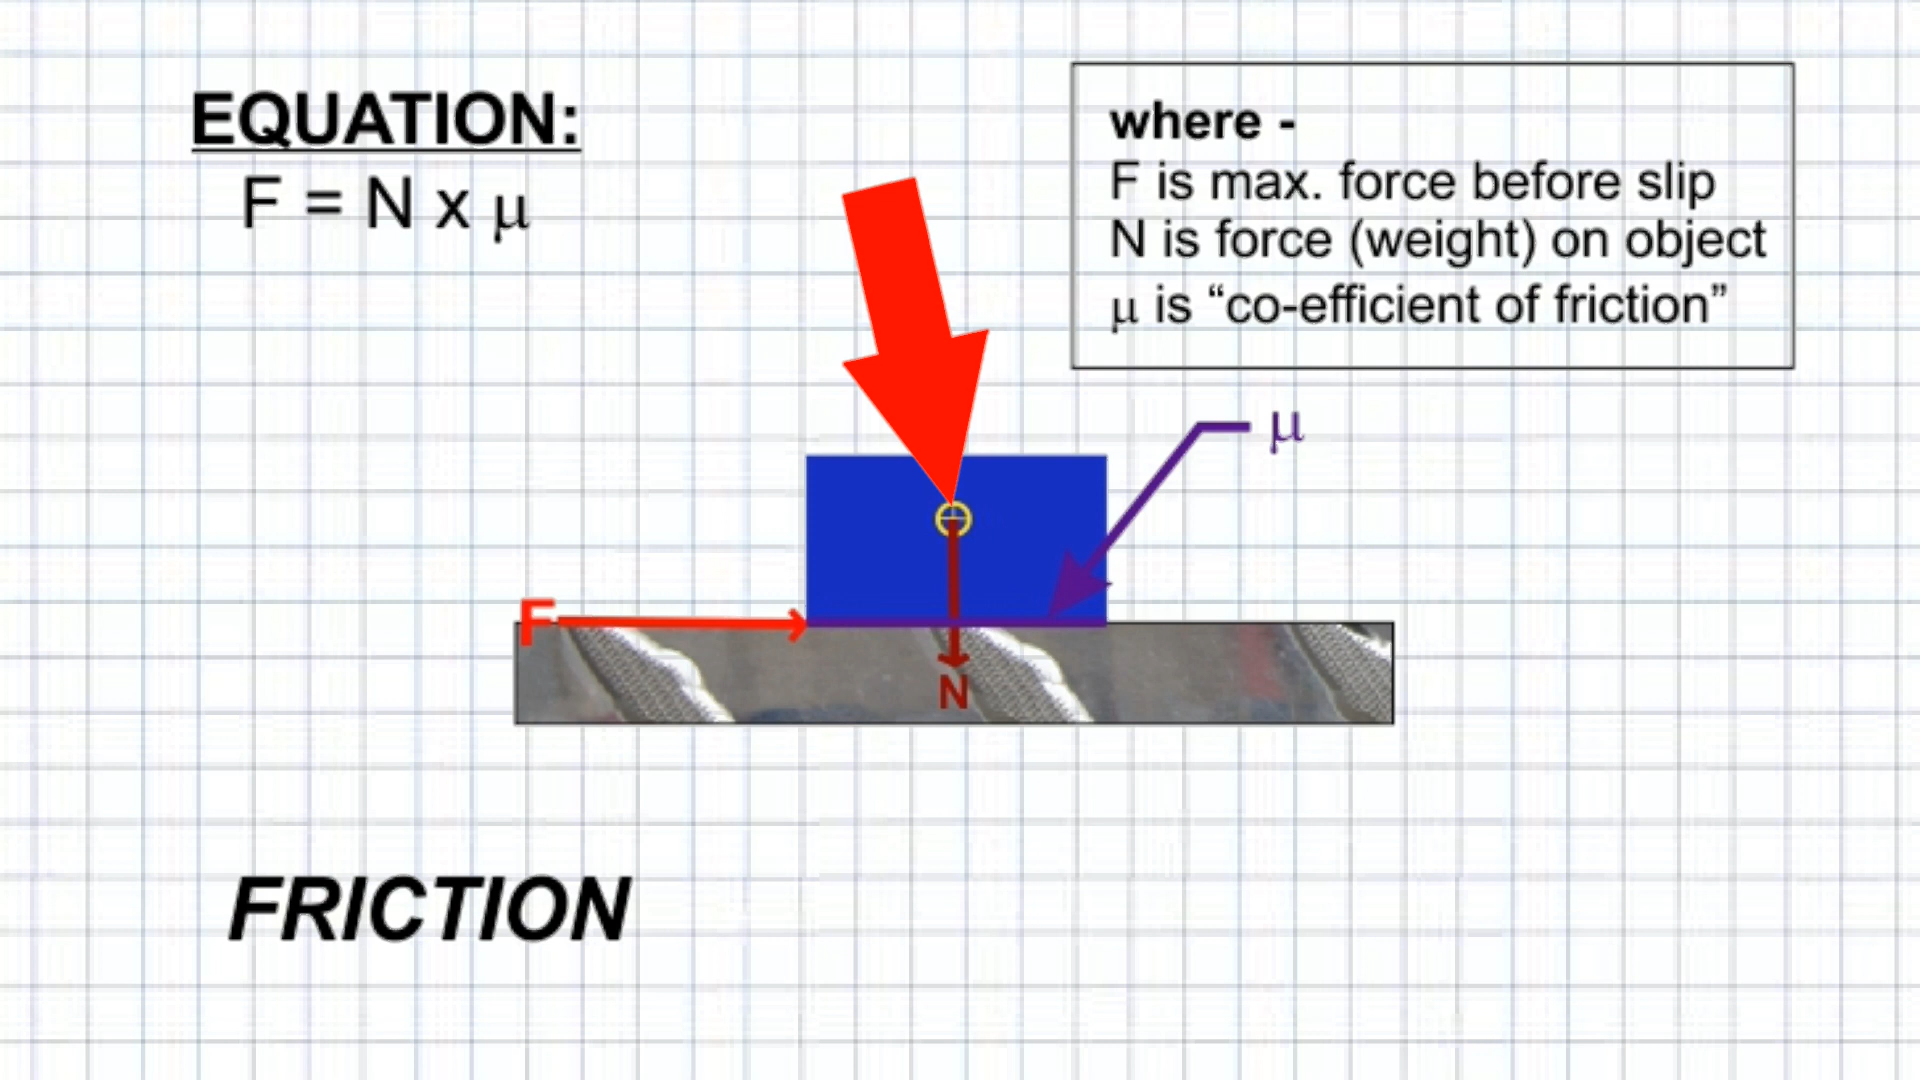 EQUATION:
F = N x μ
where -
F is max. force before slip
N is force (weight) on object
μ is “co-efficient of friction”
μ
F
N
FRICTION